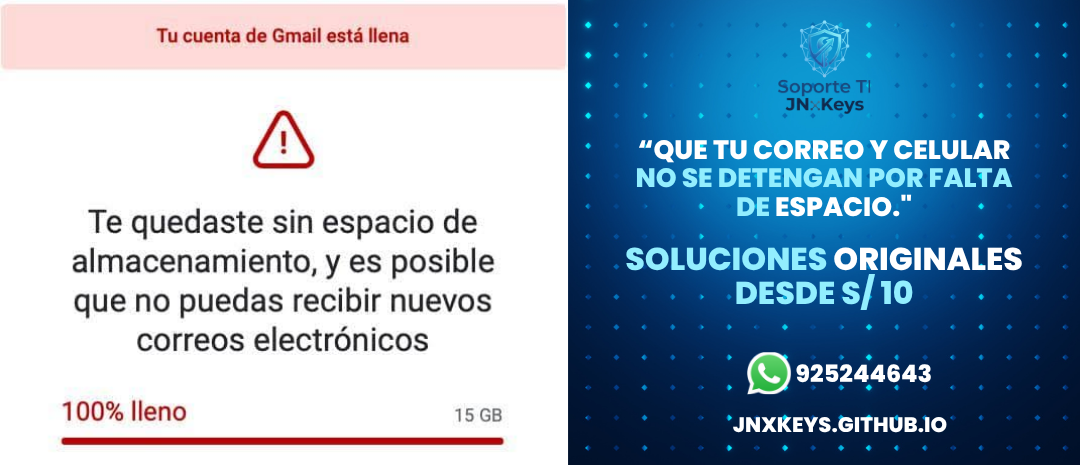 Tu cuenta de Gmail está llena
Te quedaste sin espacio de
almacenamiento, y es posible
que no puedas recibir nuevos
correos electrónicos
100% lleno
15 GB
Soporte TI
JNxKeys
“QUE TU CORREO Y CELULAR
NO SE DETENGAN POR FALTA
DE ESPACIO."
SOLUCIONES ORIGINALES
DESDE S/ 10
925244643
JNXKEYS.GITHUB.IO